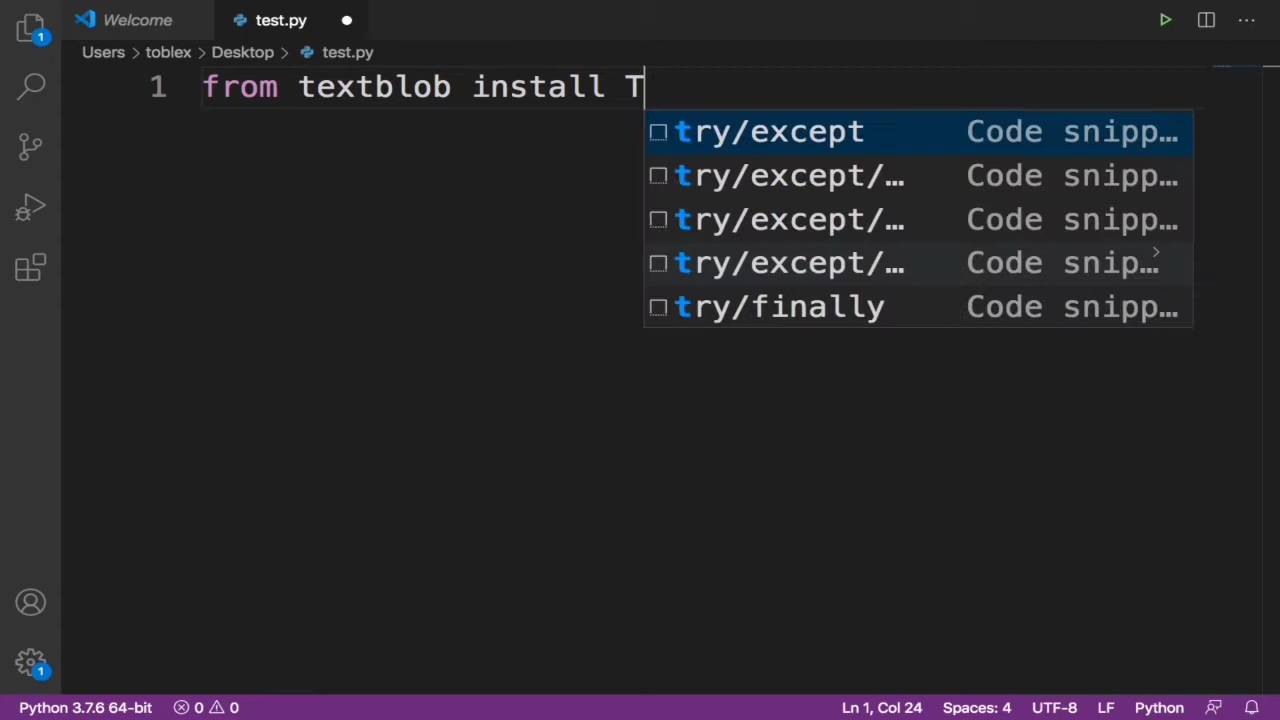 1 Welcome test.py
Users > toblex > Desktop > test.py
1 from textblob install T
try/except Code snipp…
try/except/… Code snipp…
try/except/… Code snipp…
try/except/… Code snip…
try/finally Code snipp…
1
Python 3.7.6 64-bit 0 0 Ln 1, Col 24 Spaces: 4 UTF-8 LF Python